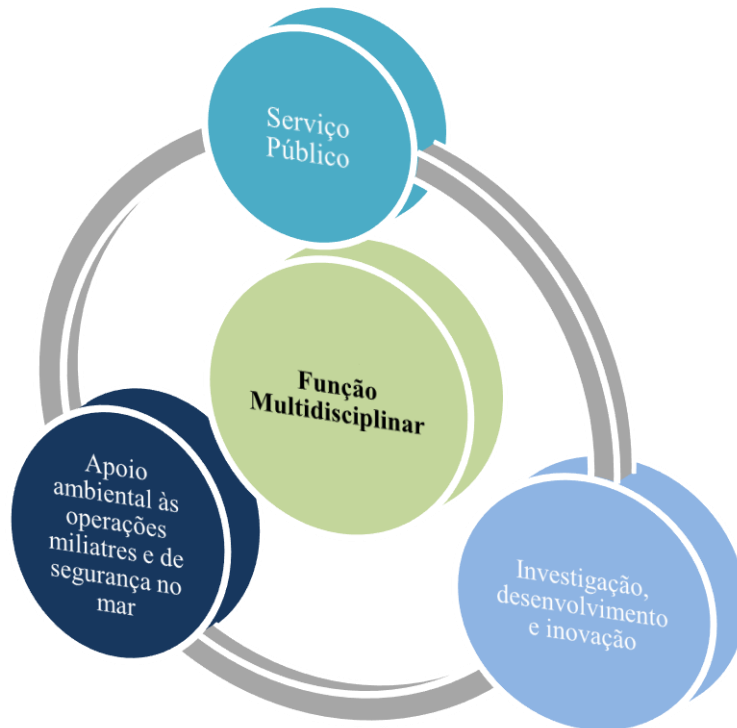 Serviço
Público
Função
Multidisciplinar
Apoio
ambiental às
operações
miliatres e de
segurança no
mar
Investigação,
desenvolvimento
e inovação